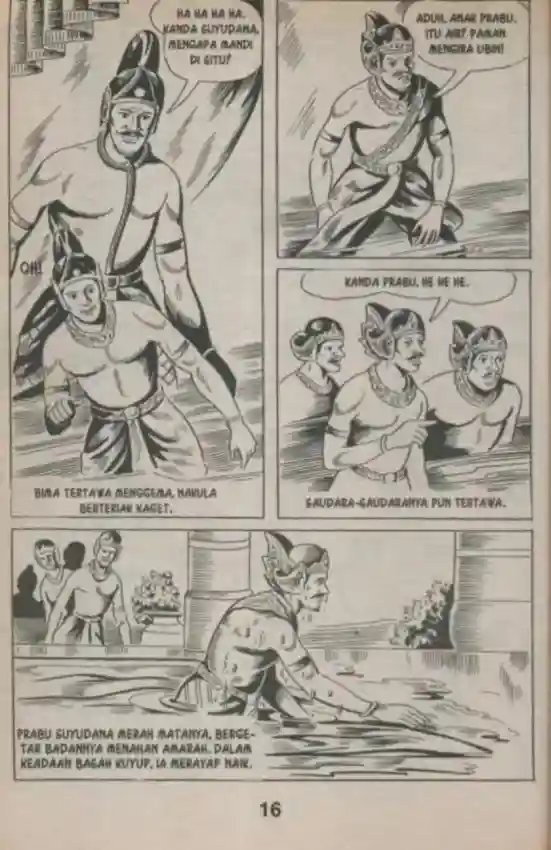 HA HA HA HA.
KANDA SUYUDANA,
MENGAPA MANDI
DI SITU?
OH!
BIMA TERTAWA MENGGEMA, NAKULA
BERTERIAK KAGET.
ADUH, ANAK PRABU.
ITU AIR? PAMAN
MENGIRA UBIN!
KANDA PRABU, HE HE HE.
SAUDARA-SAUDARANYA PUN TERTAWA.
PRABU SUYUDANA MERAH MATANYA, BERGE-
TAR BADANNYA MENAHAN AMARAH. DALAM
KEADAAN BASAH KUYUP, IA MERAYAP NAIK.
16